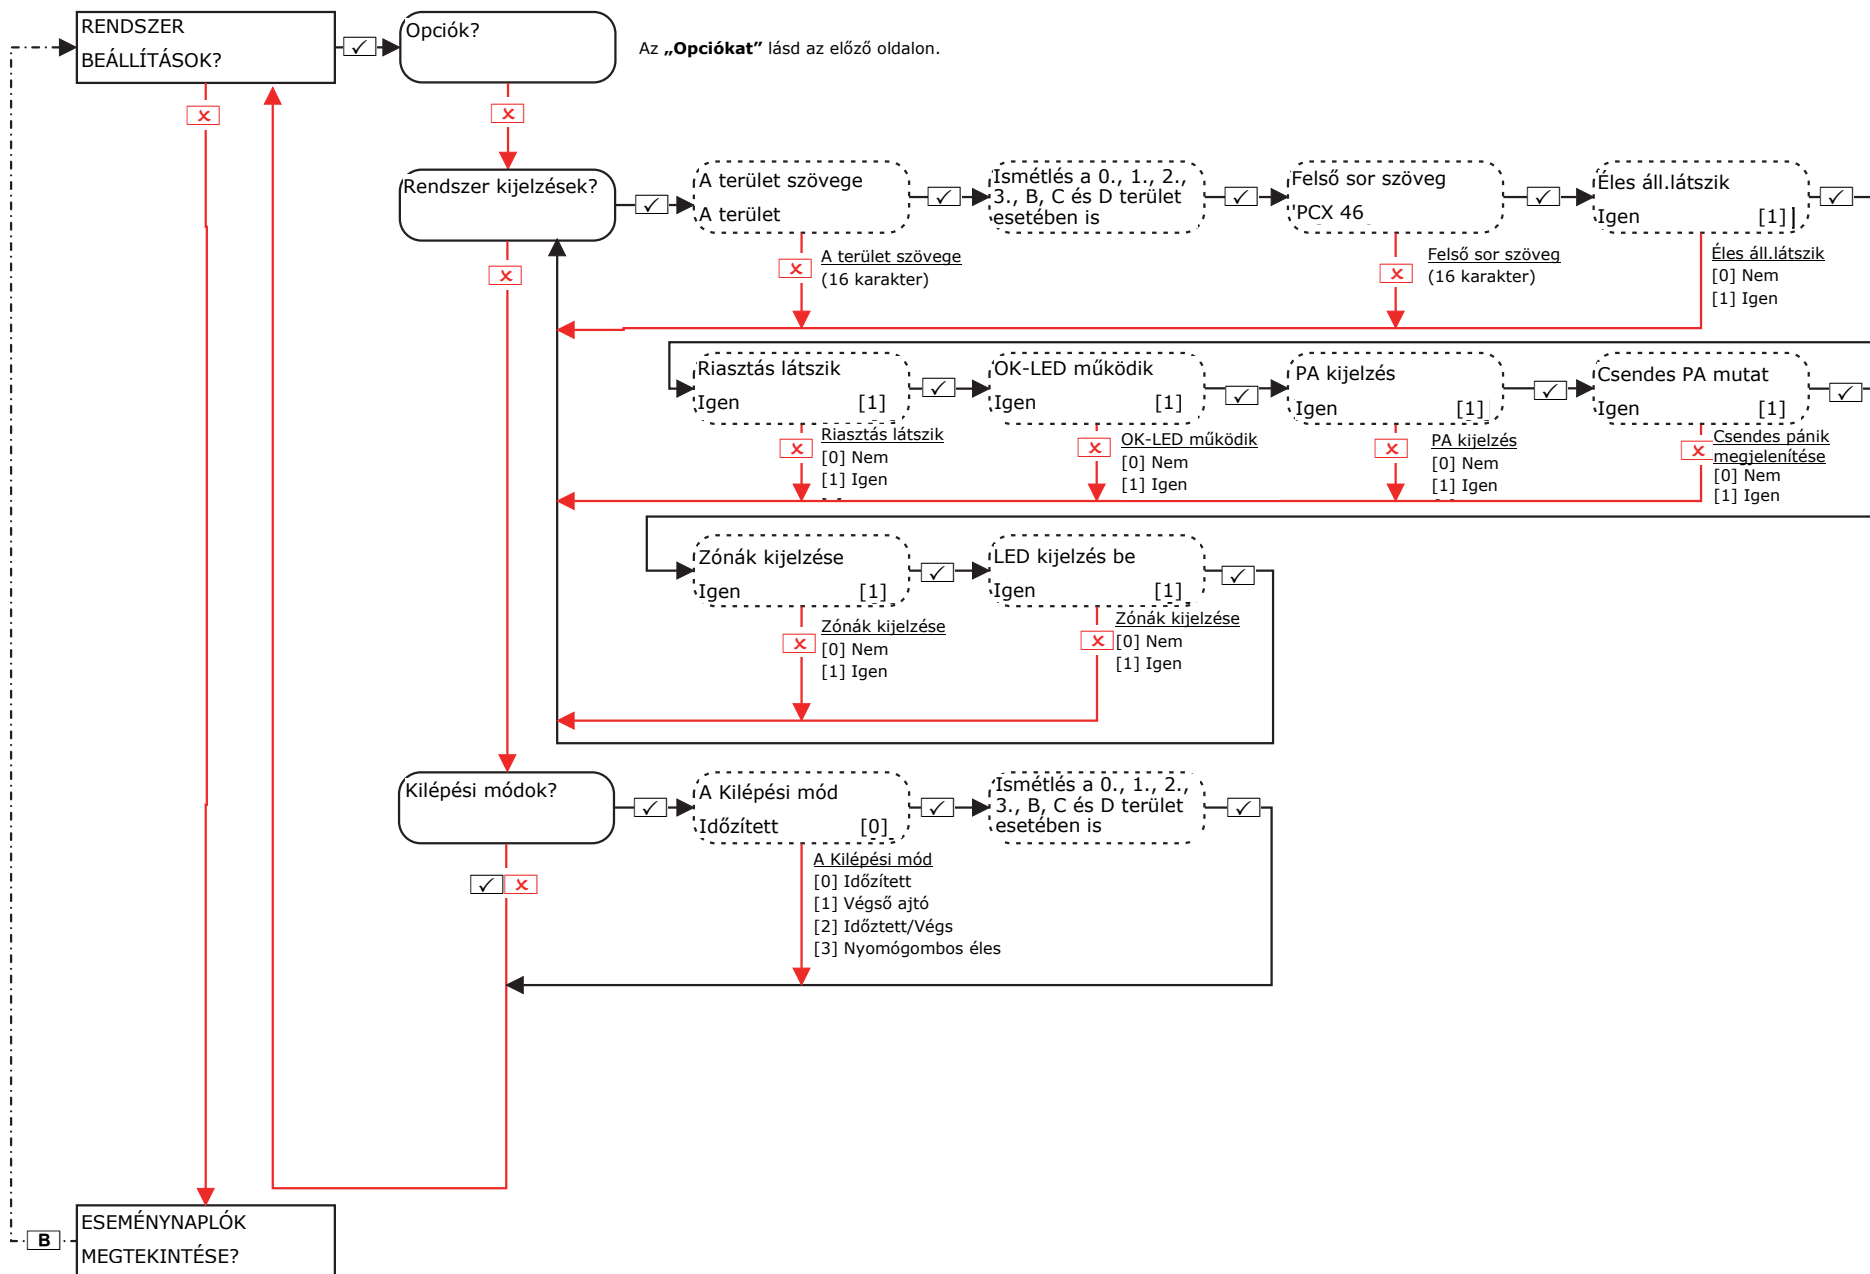 RENDSZER
BEÁLLÍTÁSOK?
Opciók?
Az „Opciókat” lásd az előző oldalon.
Rendszer kijelzések?
A terület szövege
A terület
Ismétlés a 0., 1., 2.,
3., B, C és D terület
esetében is
Felső sor szöveg
'PCX 46
Éles áll.látszik
Igen [1]
A terület szövege
(16 karakter)
Felső sor szöveg
(16 karakter)
Éles áll.látszik
[0] Nem
[1] Igen
Riasztás látszik
Igen [1]
OK-LED működik
Igen [1]
PA kijelzés
Igen [1]
Csendes PA mutat
Igen [1]
Riasztás látszik
[0] Nem
[1] Igen
OK-LED működik
[0] Nem
[1] Igen
PA kijelzés
[0] Nem
[1] Igen
Csendes pánik
megjelenítése
[0] Nem
[1] Igen
Zónák kijelzése
Igen [1]
LED kijelzés be
Igen [1]
Zónák kijelzése
[0] Nem
[1] Igen
Zónák kijelzése
[0] Nem
[1] Igen
Kilépési módok?
A Kilépési mód
Időzített [0]
Ismétlés a 0., 1., 2.,
3., B, C és D terület
esetében is
A Kilépési mód
[0] Időzített
[1] Végső ajtó
[2] Időztett/Végs
[3] Nyomógombos éles
B
ESEMÉNYNAPLÓK
MEGTEKINTÉSE?